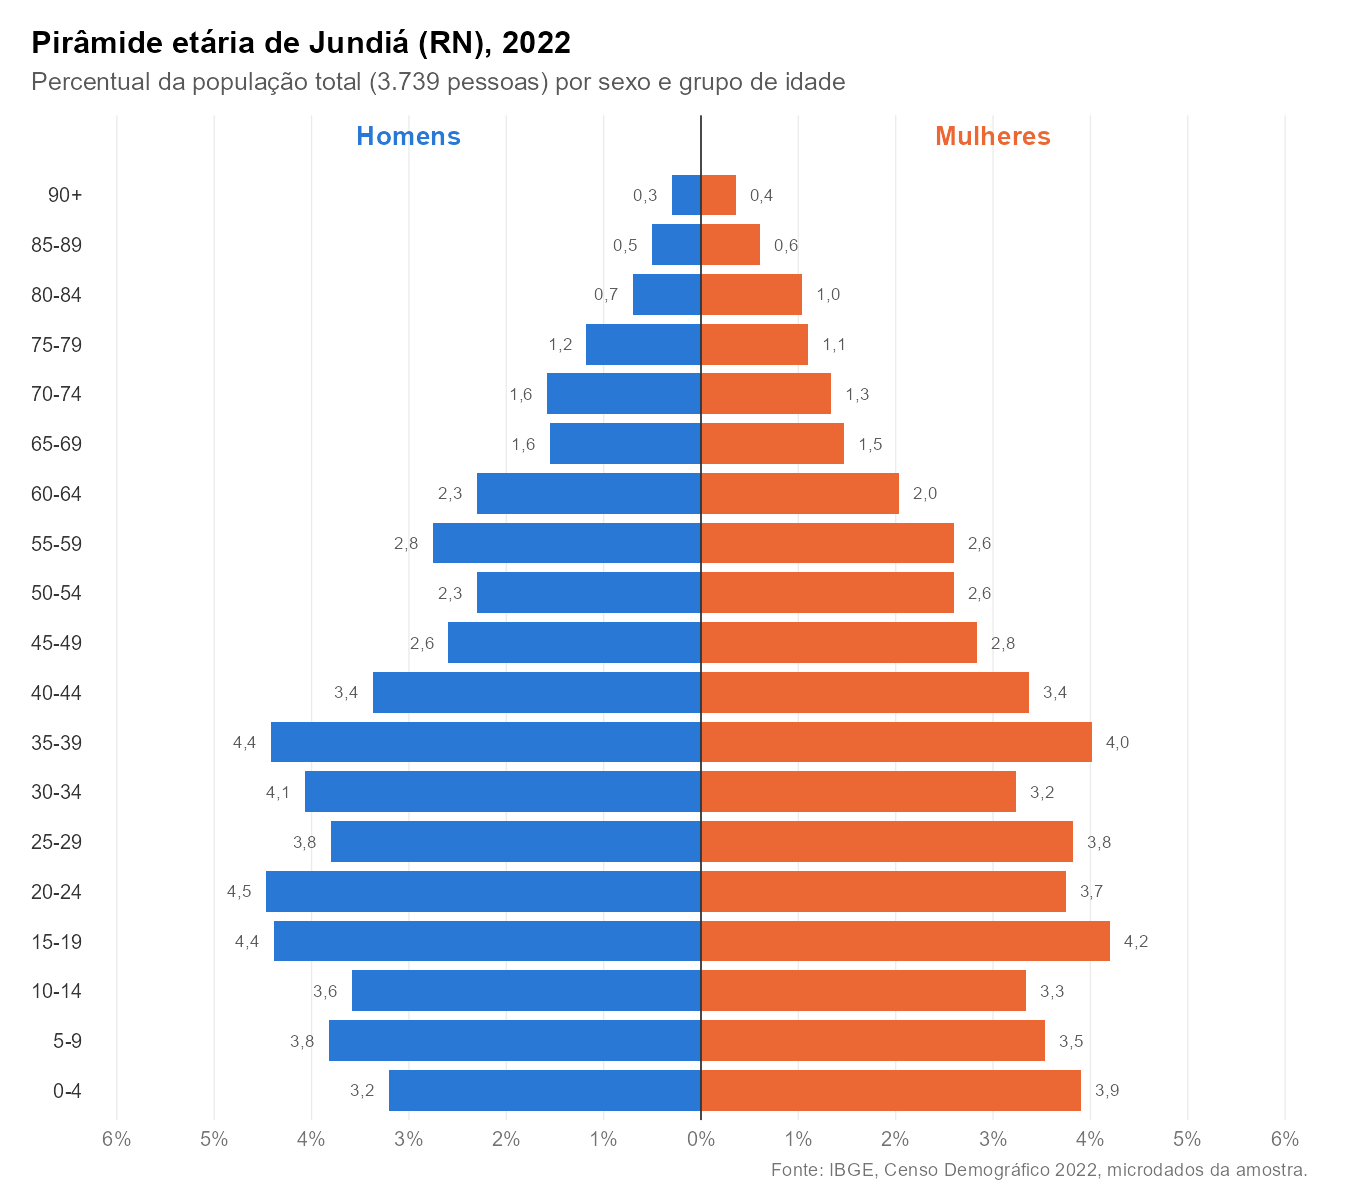 Pirâmide etária de Jundiá (RN), 2022
Percentual da população total (3.739 pessoas) por sexo e grupo de idade
Homens Mulheres
90+ 0,3 0,4
85-89 0,5 0,6
80-84 0,7 1,0
75-79 1,2 1,1
70-74 1,6 1,3
65-69 1,6 1,5
60-64 2,3 2,0
55-59 2,8 2,6
50-54 2,3 2,6
45-49 2,6 2,8
40-44 3,4 3,4
35-39 4,4 4,0
30-34 4,1 3,2
25-29 3,8 3,8
20-24 4,5 3,7
15-19 4,4 4,2
10-14 3,6 3,3
5-9 3,8 3,5
0-4 3,2 3,9
6% 5% 4% 3% 2% 1% 0% 1% 2% 3% 4% 5% 6%
Fonte: IBGE, Censo Demográfico 2022, microdados da amostra.